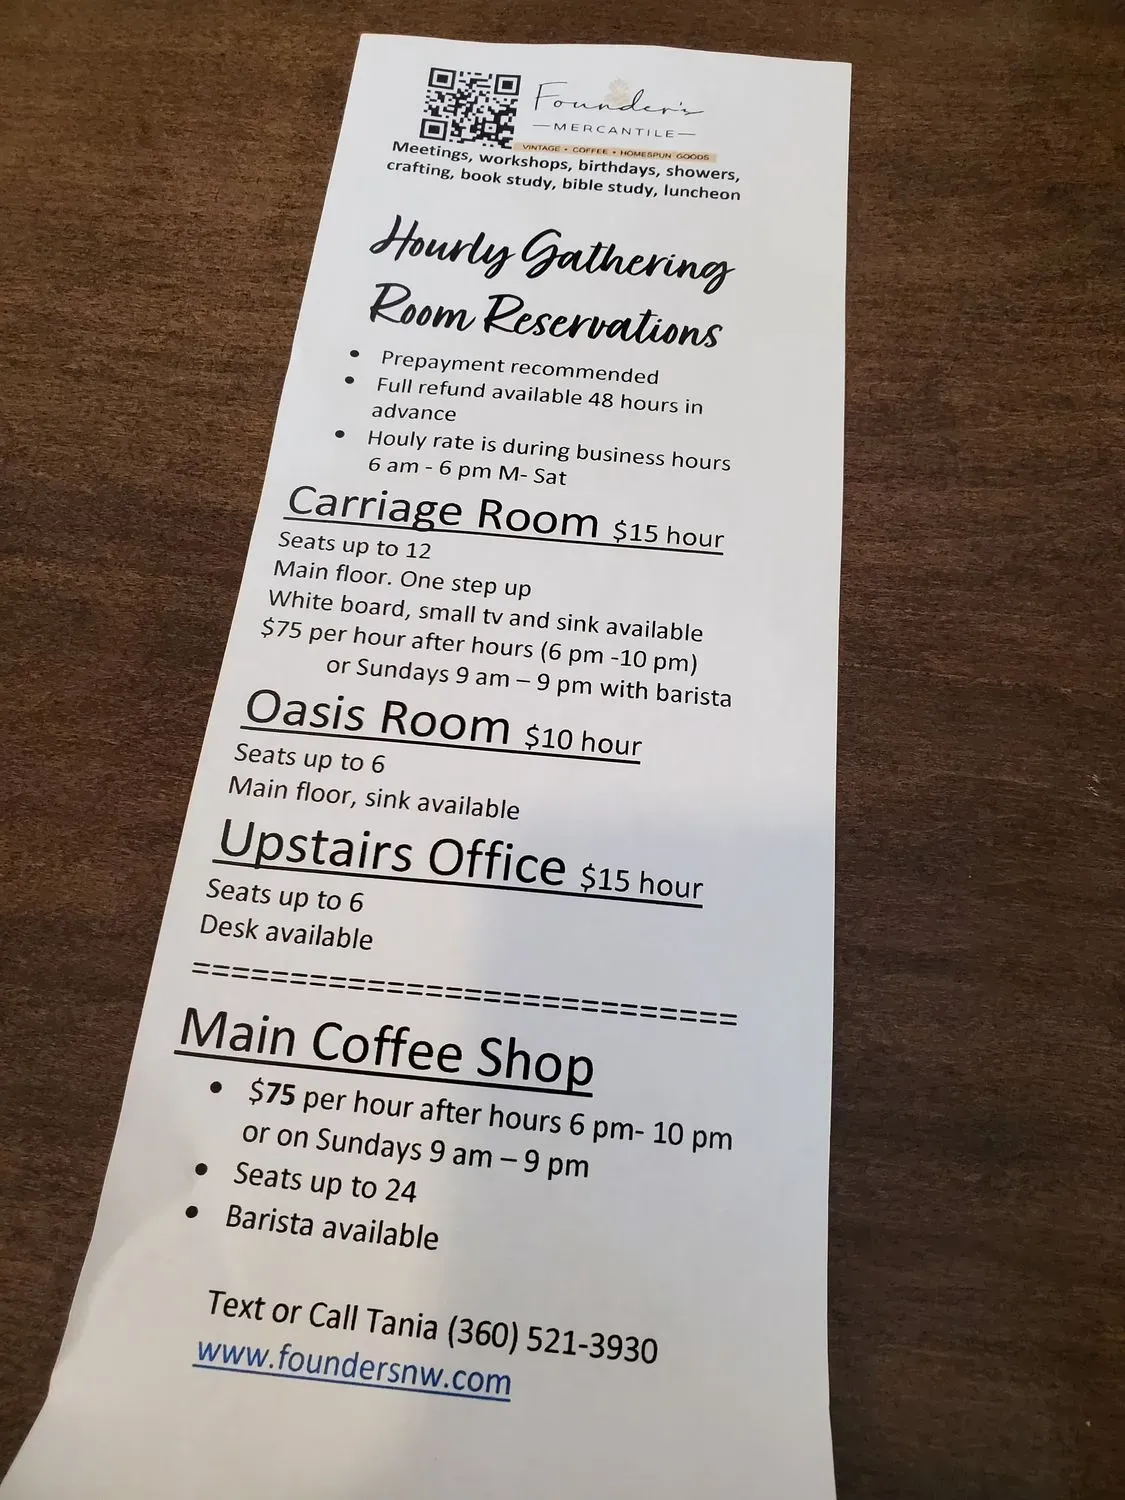 Founder's
—MERCANTILE—
VINTAGE • COFFEE • HOMESPUN GOODS
Meetings, workshops, birthdays, showers,
crafting, book study, bible study, luncheon
Hourly Gathering
Room Reservations
• Prepayment recommended
• Full refund available 48 hours in
advance
• Houly rate is during business hours
6 am - 6 pm M- Sat
Carriage Room $15 hour
Seats up to 12
Main floor. One step up
White board, small tv and sink available
$75 per hour after hours (6 pm -10 pm)
or Sundays 9 am – 9 pm with barista
Oasis Room $10 hour
Seats up to 6
Main floor, sink available
Upstairs Office $15 hour
Seats up to 6
Desk available
============================
Main Coffee Shop
• $75 per hour after hours 6 pm- 10 pm
or on Sundays 9 am – 9 pm
• Seats up to 24
• Barista available
Text or Call Tania (360) 521-3930
www.foundersnw.com